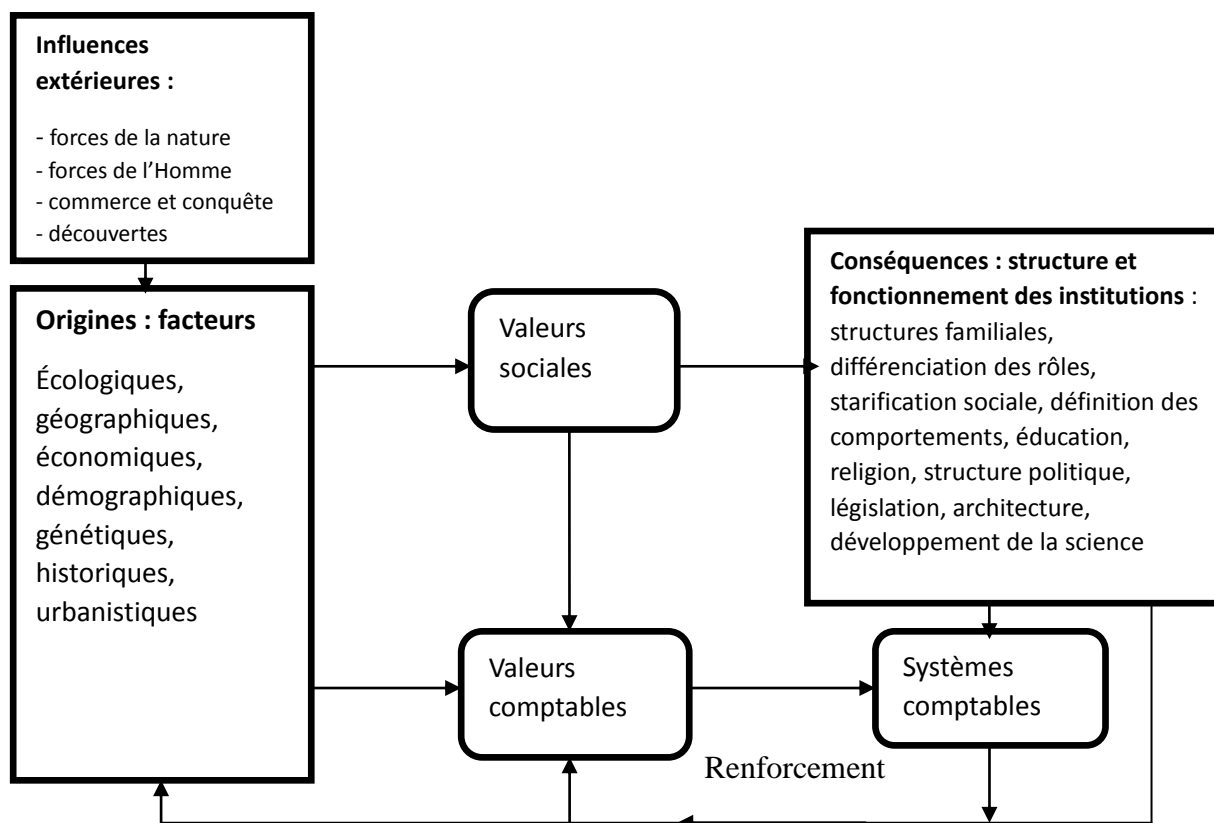 Influences
extérieures :
- forces de la nature
- forces de l’Homme
- commerce et conquête
- découvertes
Origines : facteurs
Écologiques,
géographiques,
économiques,
démographiques,
génétiques,
historiques,
urbanistiques
Valeurs
sociales
Conséquences : structure et
fonctionnement des institutions :
structures familiales,
différenciation des rôles,
starification sociale, définition des
comportements, éducation,
religion, structure politique,
législation, architecture,
développement de la science
Valeurs
comptables
Systèmes
comptables
Renforcement